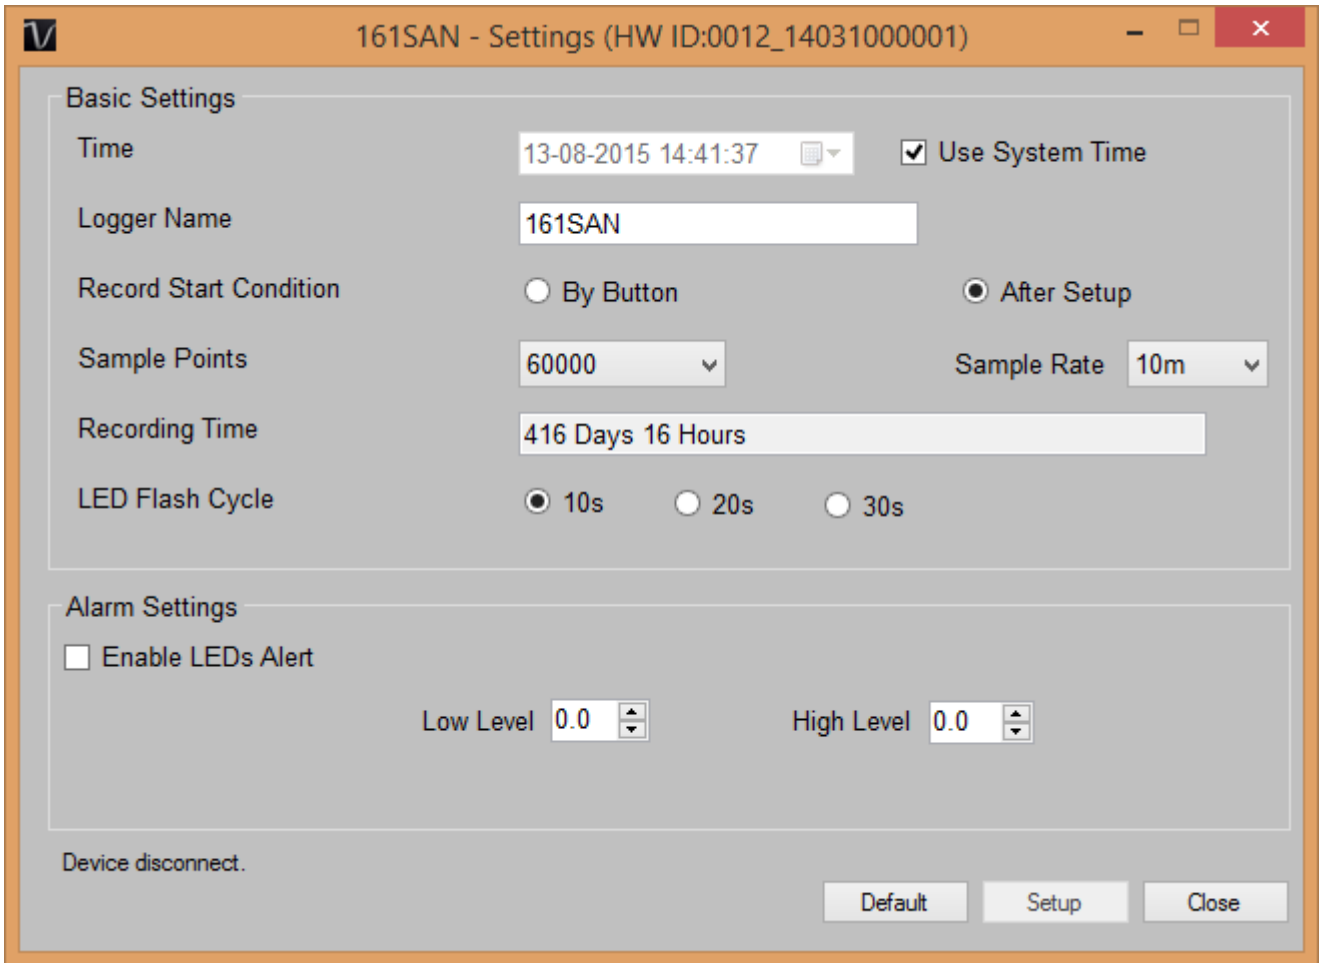 161SAN - Settings (HW ID:0012_14031000001)
Basic Settings
Time 13-08-2015 14:41:37 Use System Time
Logger Name 161SAN
Record Start Condition By Button After Setup
Sample Points 60000 Sample Rate 10m
Recording Time 416 Days 16 Hours
LED Flash Cycle 10s 20s 30s
Alarm Settings
Enable LEDs Alert
Low Level 0.0 High Level 0.0
Device disconnect.
Default Setup Close